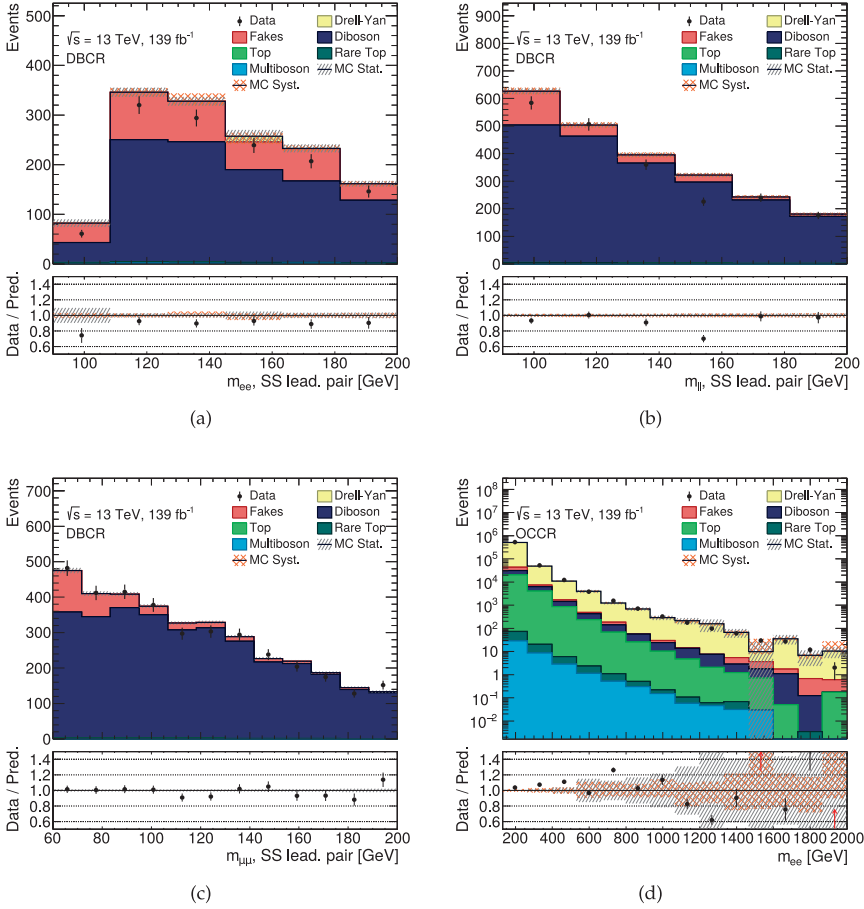 Events
500
400
300
200
100
0
√s = 13 TeV, 139 fb⁻¹
DBCR
Data
Fakes
Top
Multiboson
MC Syst.
Drell-Yan
Diboson
Rare Top
MC Stat.
Data / Pred.
1.4
1.2
1.0
0.8
0.6
100 120 140 160 180 200
m_ee, SS lead. pair [GeV]
(a)
Events
900
800
700
600
500
400
300
200
100
0
√s = 13 TeV, 139 fb⁻¹
DBCR
Data
Fakes
Top
Multiboson
MC Syst.
Drell-Yan
Diboson
Rare Top
MC Stat.
Data / Pred.
1.4
1.2
1.0
0.8
0.6
100 120 140 160 180 200
m_ll, SS lead. pair [GeV]
(b)
Events
700
600
500
400
300
200
100
0
√s = 13 TeV, 139 fb⁻¹
DBCR
Data
Fakes
Top
Multiboson
MC Syst.
Drell-Yan
Diboson
Rare Top
MC Stat.
Data / Pred.
1.4
1.2
1.0
0.8
0.6
60 80 100 120 140 160 180 200
m_μμ, SS lead. pair [GeV]
(c)
Events
10⁸
10⁷
10⁶
10⁵
10⁴
10³
10²
10
1
10⁻¹
10⁻²
√s = 13 TeV, 139 fb⁻¹
OCCR
Data
Fakes
Top
Multiboson
MC Syst.
Drell-Yan
Diboson
Rare Top
MC Stat.
Data / Pred.
1.4
1.2
1.0
0.8
0.6
200 400 600 800 1000 1200 1400 1600 1800 2000
m_ee [GeV]
(d)